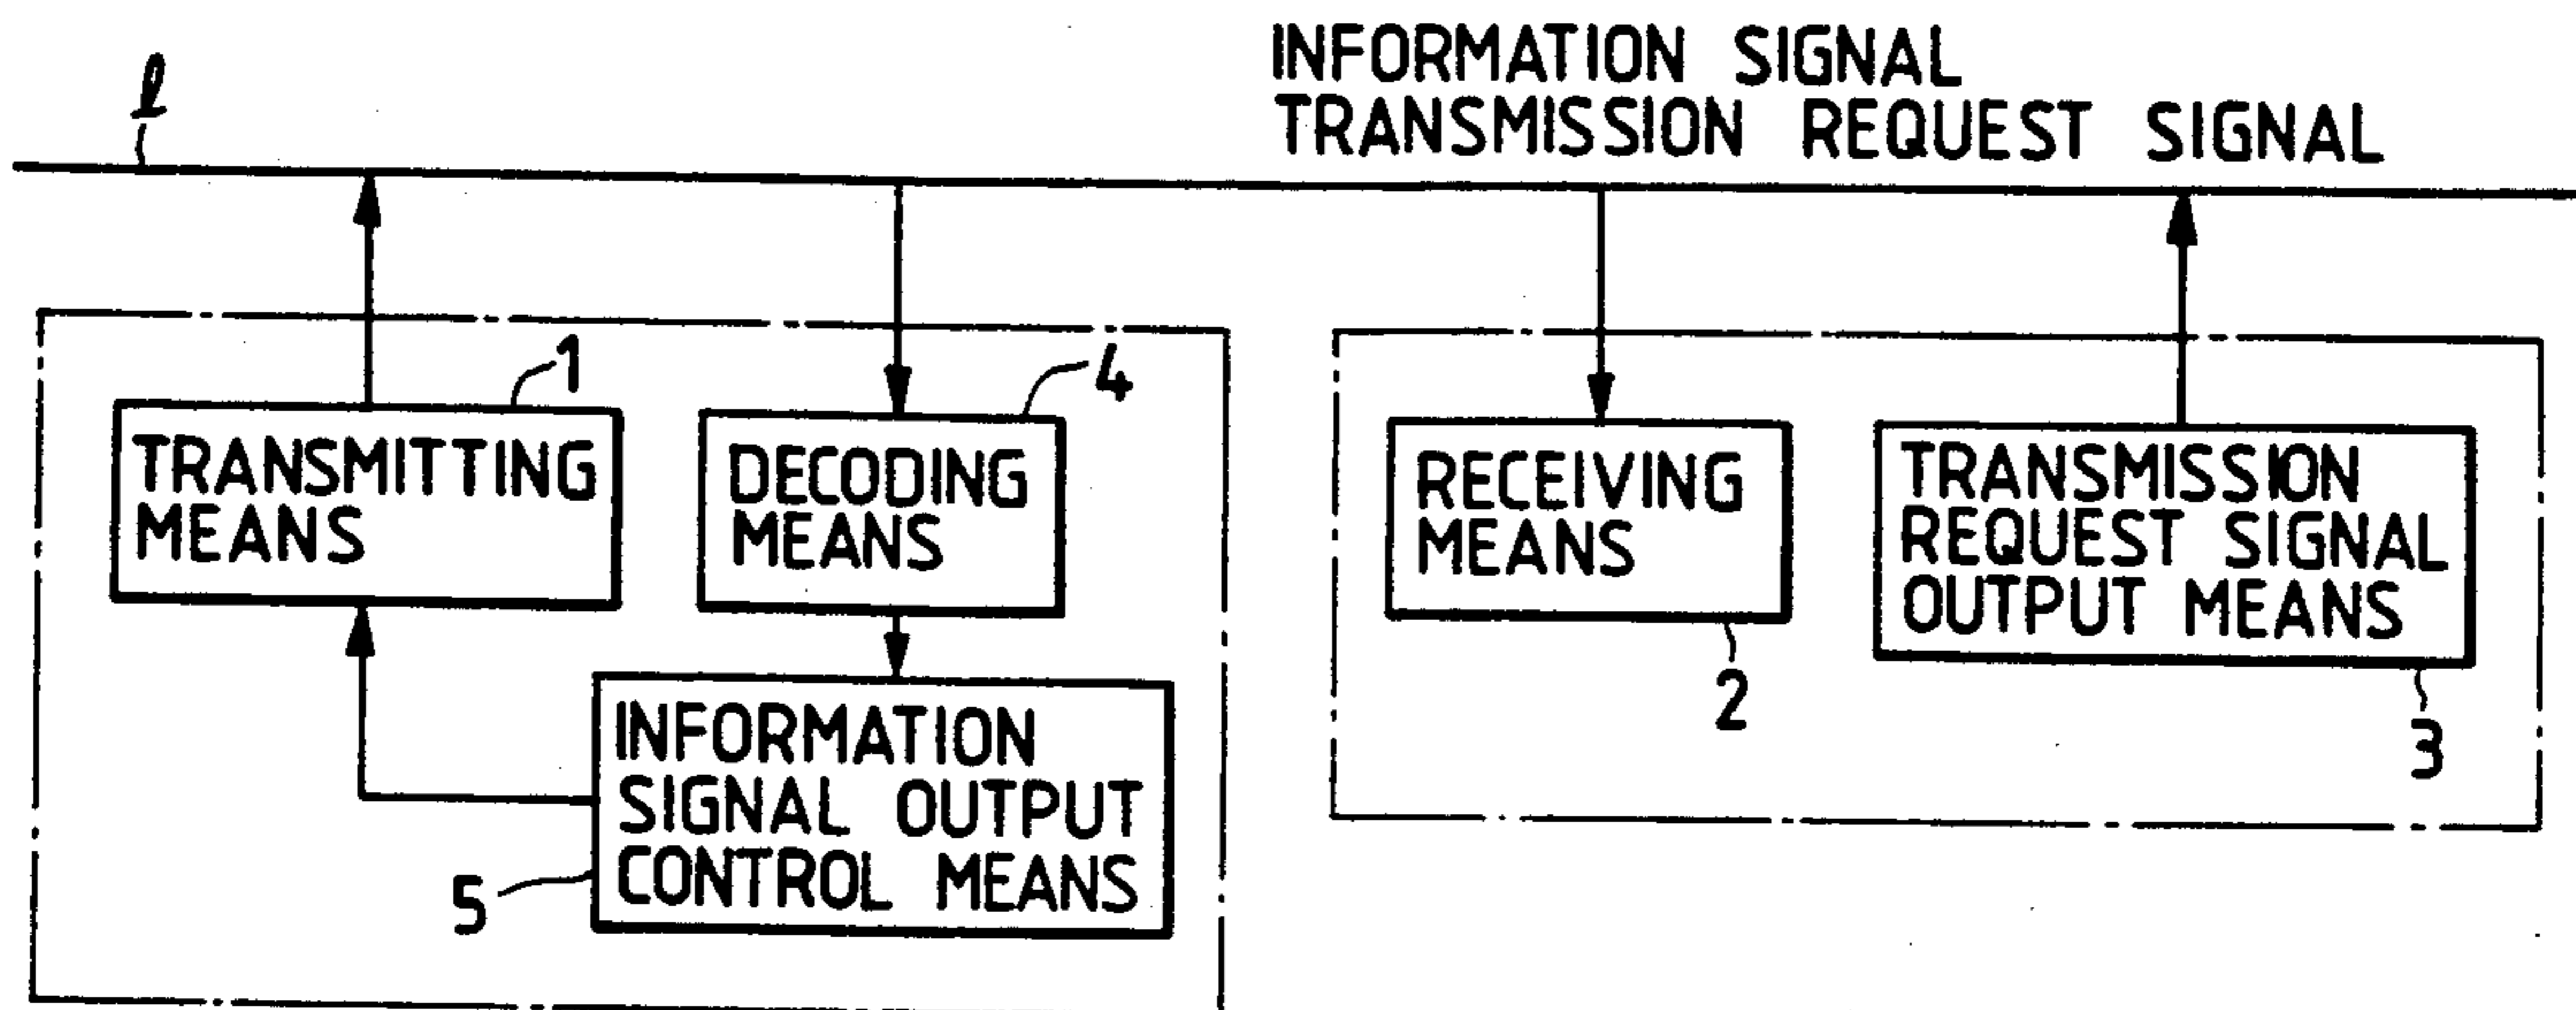 INFORMATION SIGNAL
TRANSMISSION REQUEST SIGNAL
ℓ
1
TRANSMITTING
MEANS
4
DECODING
MEANS
RECEIVING
MEANS
2
TRANSMISSION
REQUEST SIGNAL
OUTPUT MEANS
3
INFORMATION
SIGNAL OUTPUT
CONTROL MEANS
5